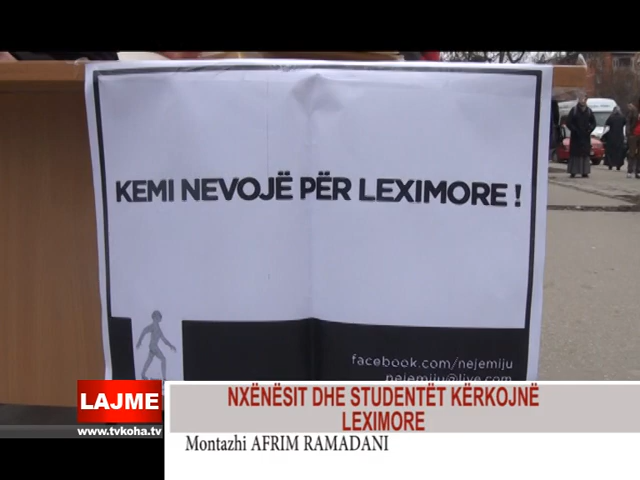 KEMI NEVOJË PËR LEXIMORE !
facebook.com/nejemiju
nejemiju@live.com
LAJME
www.tvkoha.tv
NXËNËSIT DHE STUDENTËT KËRKOJNË
LEXIMORE
Montazhi AFRIM RAMADANI